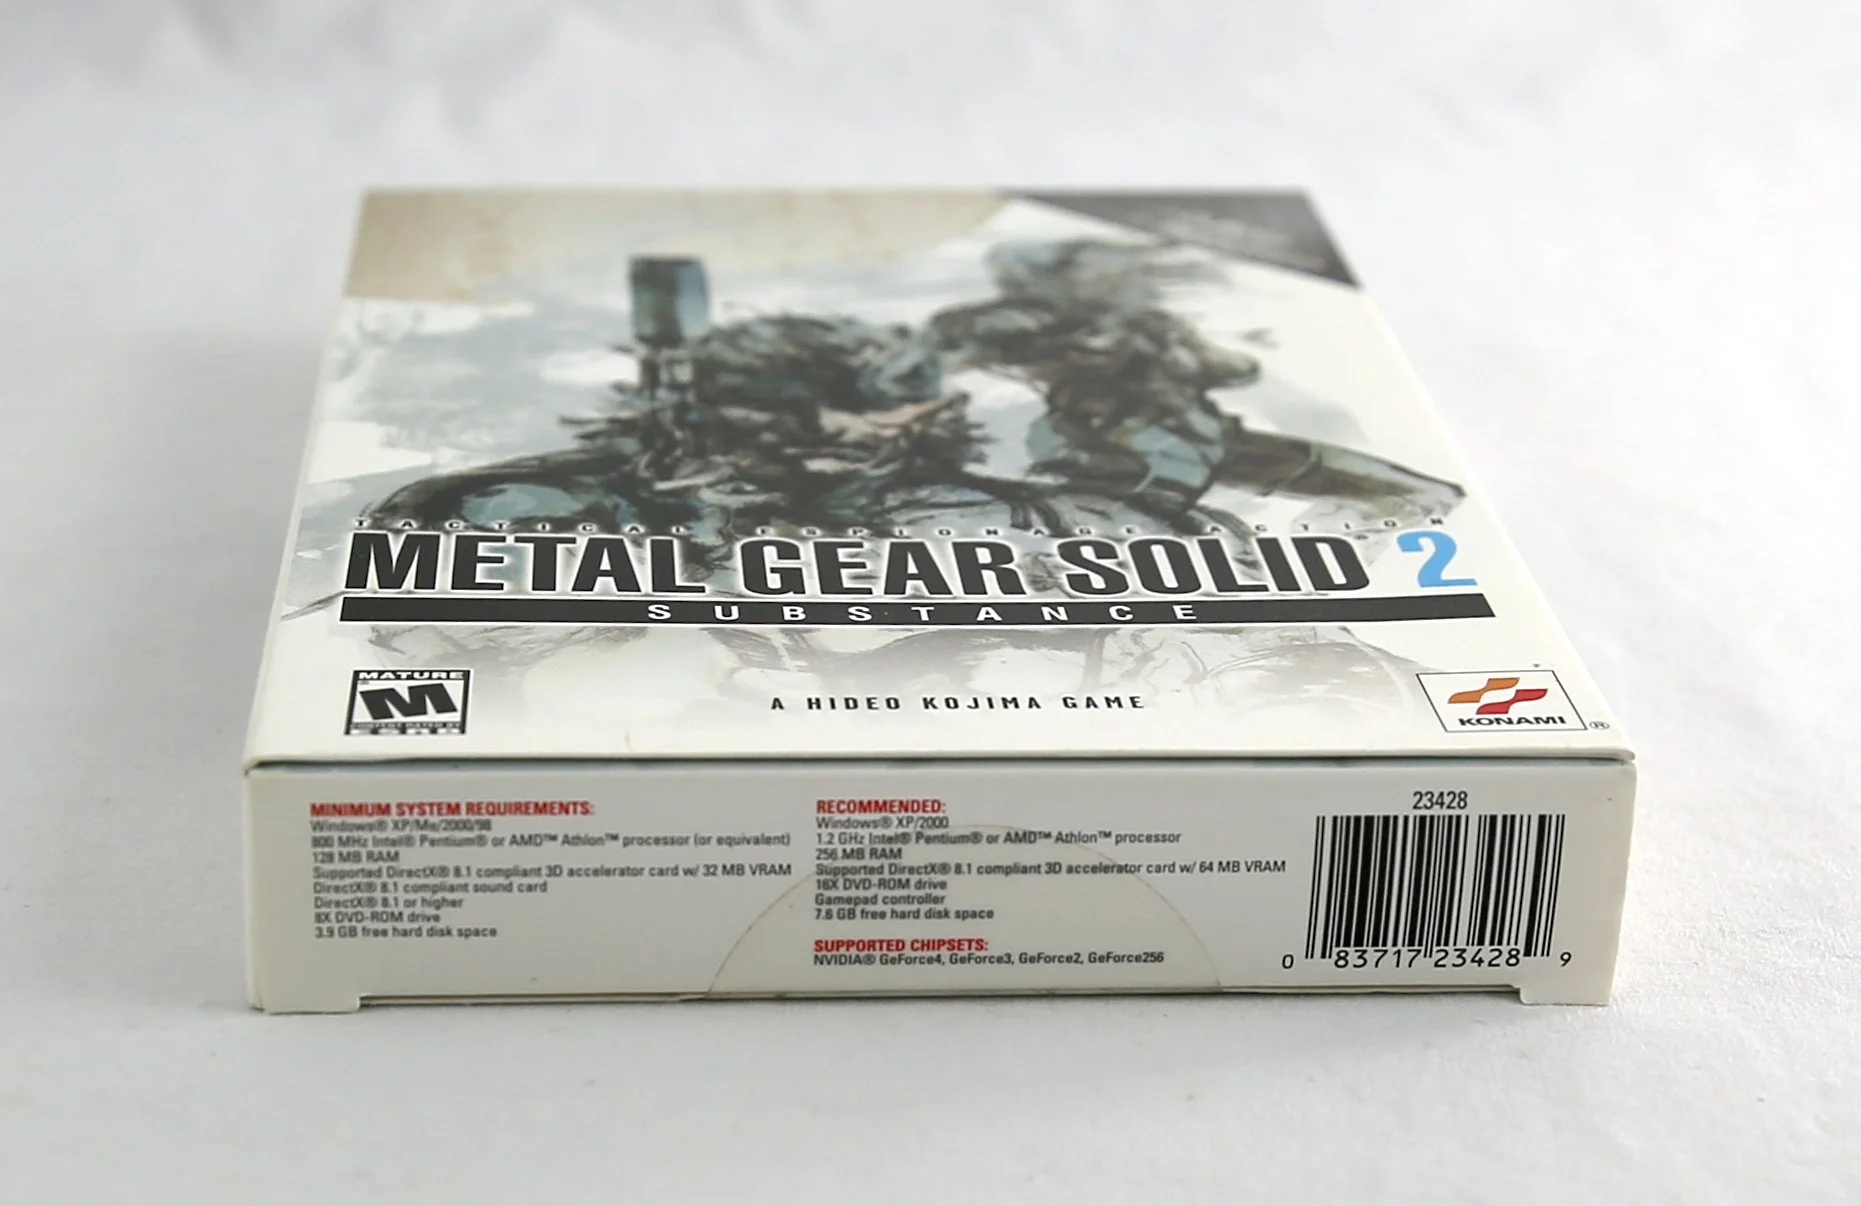 TACTICAL ESPIONAGE ACTION
METAL GEAR SOLID® 2
SUBSTANCE
MATURE
M
CONTENT RATED BY
ESRB
A HIDEO KOJIMA GAME
KONAMI ®
MINIMUM SYSTEM REQUIREMENTS:
Windows® XP/Me/2000/98
800 MHz Intel® Pentium® or AMD™ Athlon™ processor (or equivalent)
128 MB RAM
Supported DirectX® 8.1 compliant 3D accelerator card w/ 32 MB VRAM
DirectX® 8.1 compliant sound card
DirectX® 8.1 or higher
8X DVD-ROM drive
3.9 GB free hard disk space
RECOMMENDED:
Windows® XP/2000
1.2 GHz Intel® Pentium® or AMD™ Athlon™ processor
256 MB RAM
Supported DirectX® 8.1 compliant 3D accelerator card w/ 64 MB VRAM
16X DVD-ROM drive
Gamepad controller
7.6 GB free hard disk space
SUPPORTED CHIPSETS:
NVIDIA® GeForce4, GeForce3, GeForce2, GeForce256
23428
0 83717 23428 9